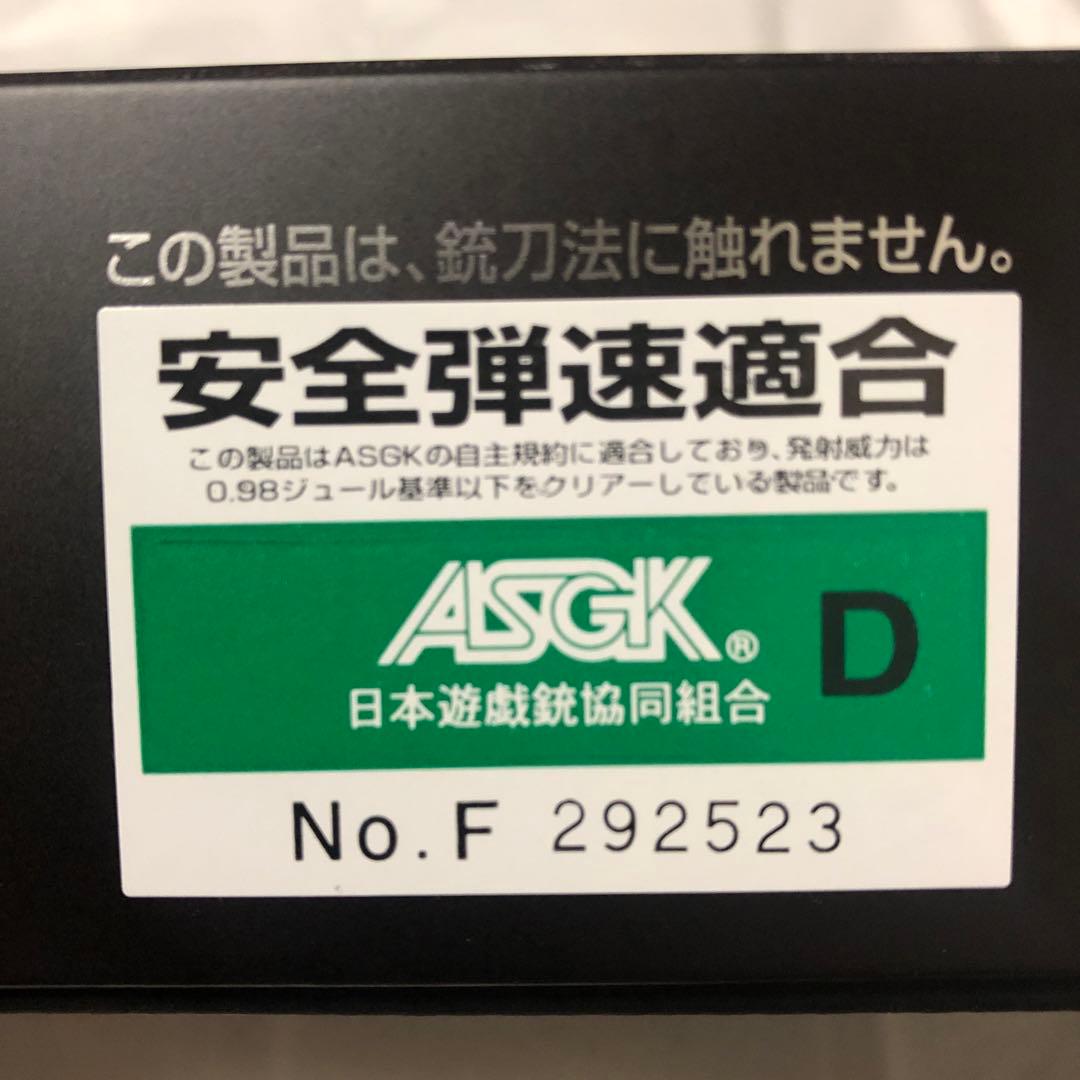 この製品は、銃刀法に触れません。
安全弾速適合
この製品はASGKの自主規約に適合しており、発射威力は
0.98ジュール基準以下をクリアーしている製品です。
ASGK®
D
日本遊戯銃協同組合
No.F 292523